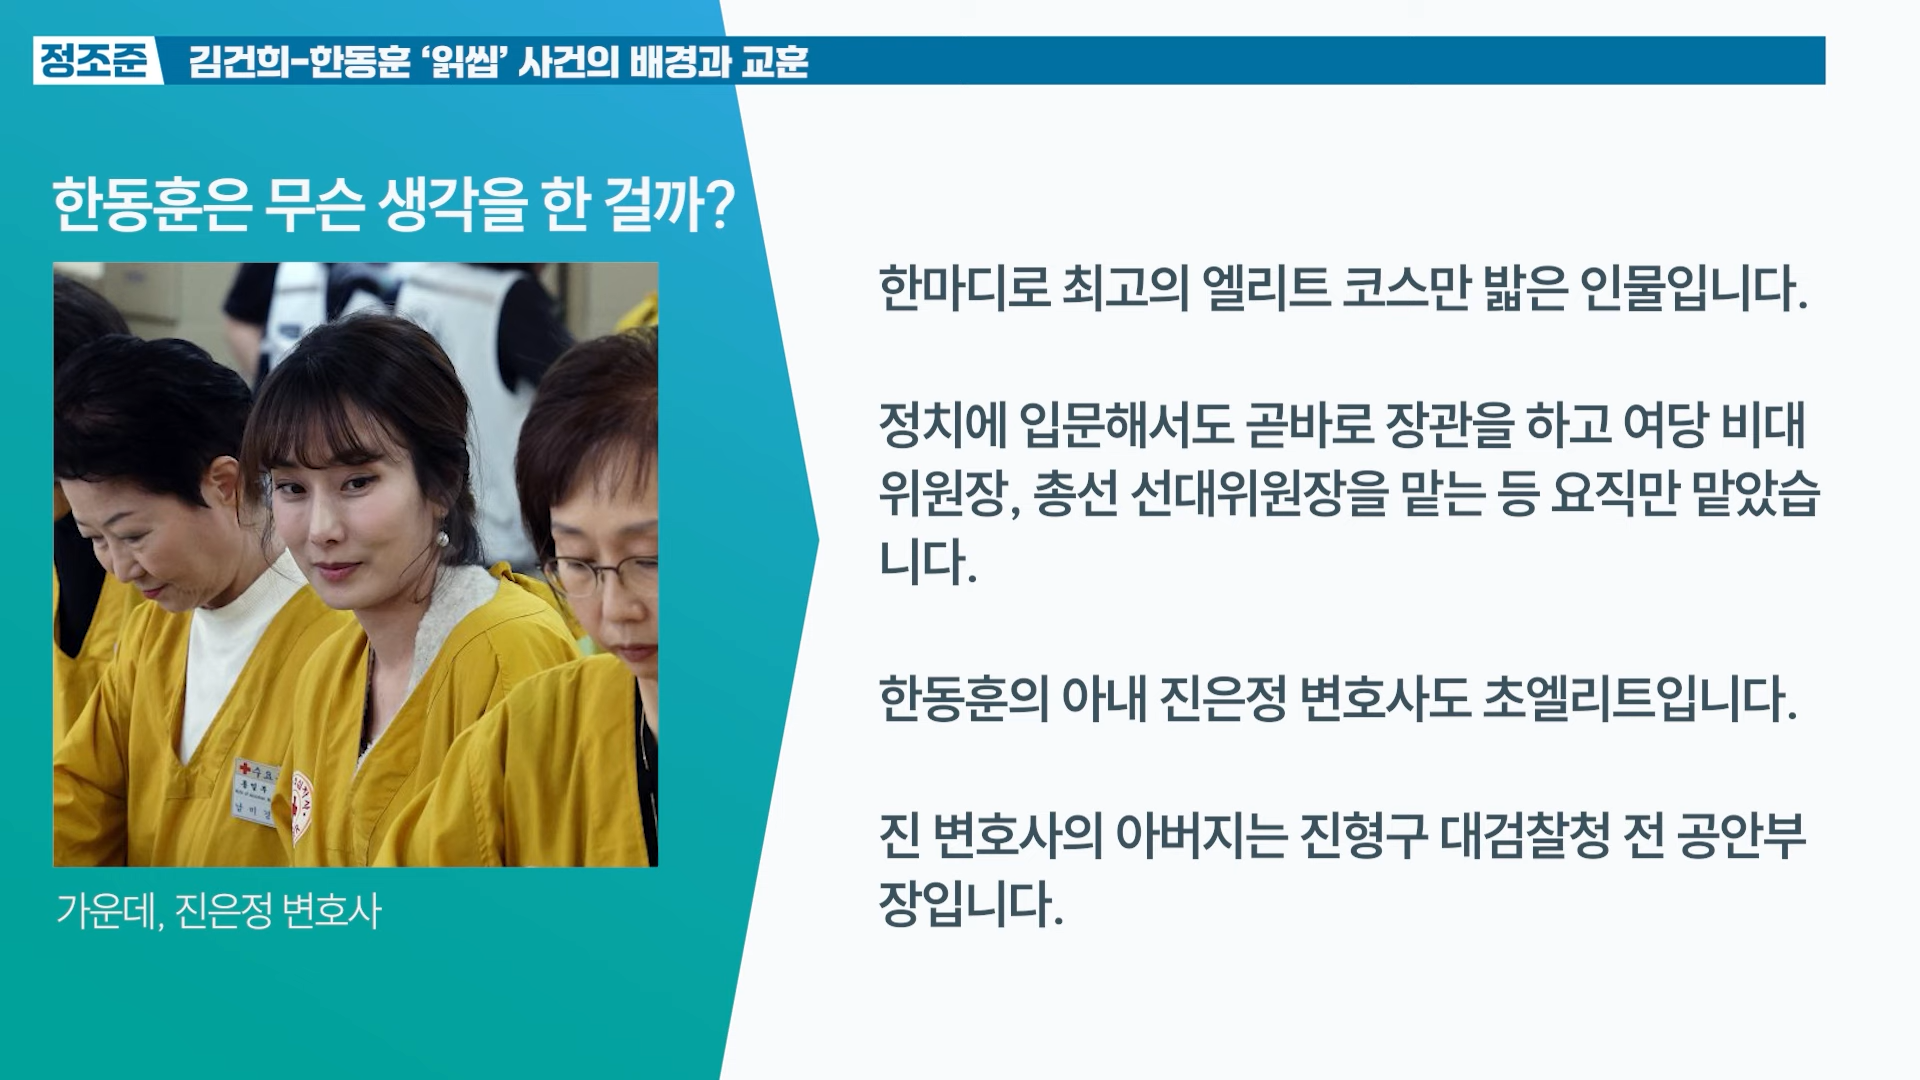 정조준
김건희-한동훈 ‘읽씹’ 사건의 배경과 교훈
한동훈은 무슨 생각을 한 걸까?
가운데, 진은정 변호사
한마디로 최고의 엘리트 코스만 밟은 인물입니다.
정치에 입문해서도 곧바로 장관을 하고 여당 비대
위원장, 총선 선대위원장을 맡는 등 요직만 맡았습
니다.
한동훈의 아내 진은정 변호사도 초엘리트입니다.
진 변호사의 아버지는 진형구 대검찰청 전 공안부
장입니다.